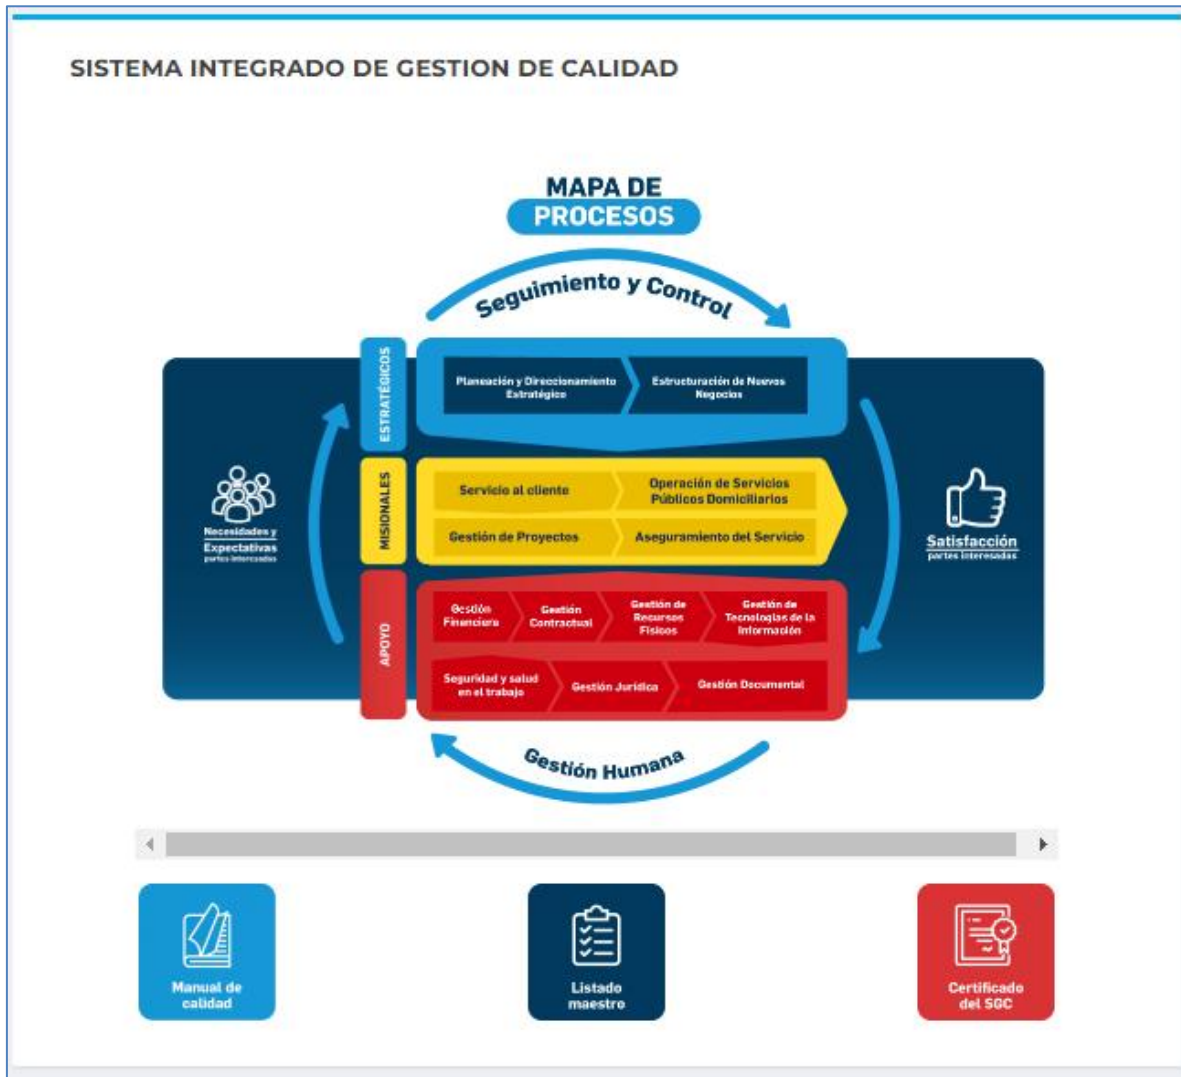 SISTEMA INTEGRADO DE GESTION DE CALIDAD
MAPA DE
PROCESOS
Seguimiento y Control
ESTRATÉGICOS
Planeación y Direccionamiento
Estratégico
Estructuración de Nuevos
Negocios
MISIONALES
Servicio al cliente
Operación de Servicios
Públicos Domiciliarios
Gestión de Proyectos
Aseguramiento del Servicio
Necesidades y
Expectativas
partes interesadas
Satisfacción
partes interesadas
APOYO
Gestión
Financiera
Gestión
Contractual
Gestión de
Recursos
Físicos
Gestión de
Tecnologías de la
Información
Seguridad y salud
en el trabajo
Gestión Jurídica
Gestión Documental
Gestión Humana
Manual de
calidad
Listado
maestro
Certificado
del SGC